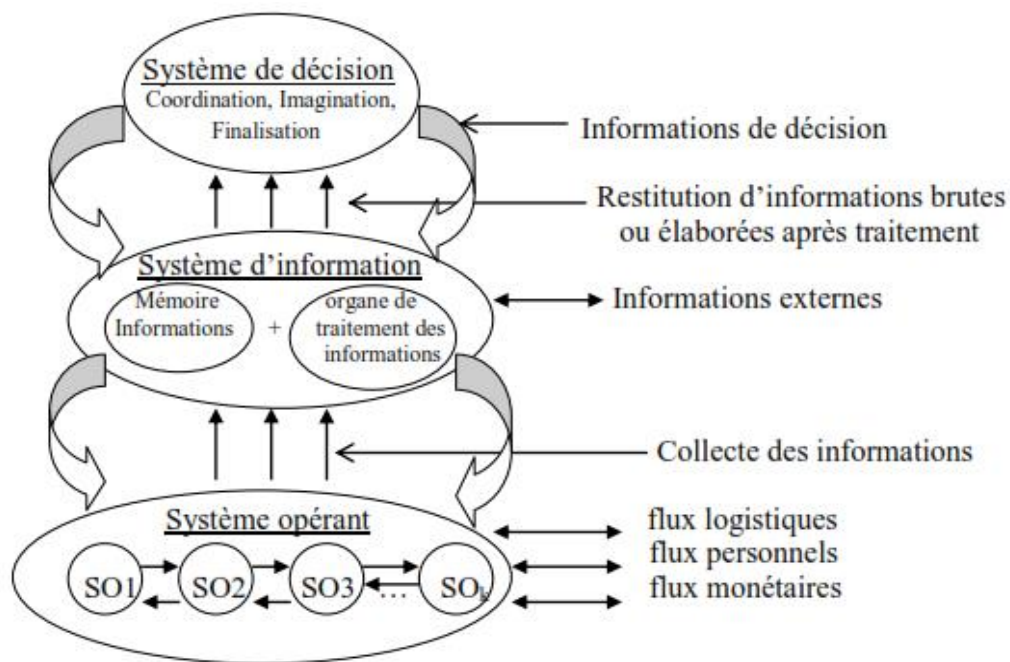 Système de décision
Coordination, Imagination,
Finalisation
Informations de décision
Restitution d'informations brutes
ou élaborées après traitement
Système d'information
Mémoire
Informations
+
organe de
traitement des
informations
Informations externes
Collecte des informations
Système opérant
SO1 SO2 SO3 ... SOk
flux logistiques
flux personnels
flux monétaires